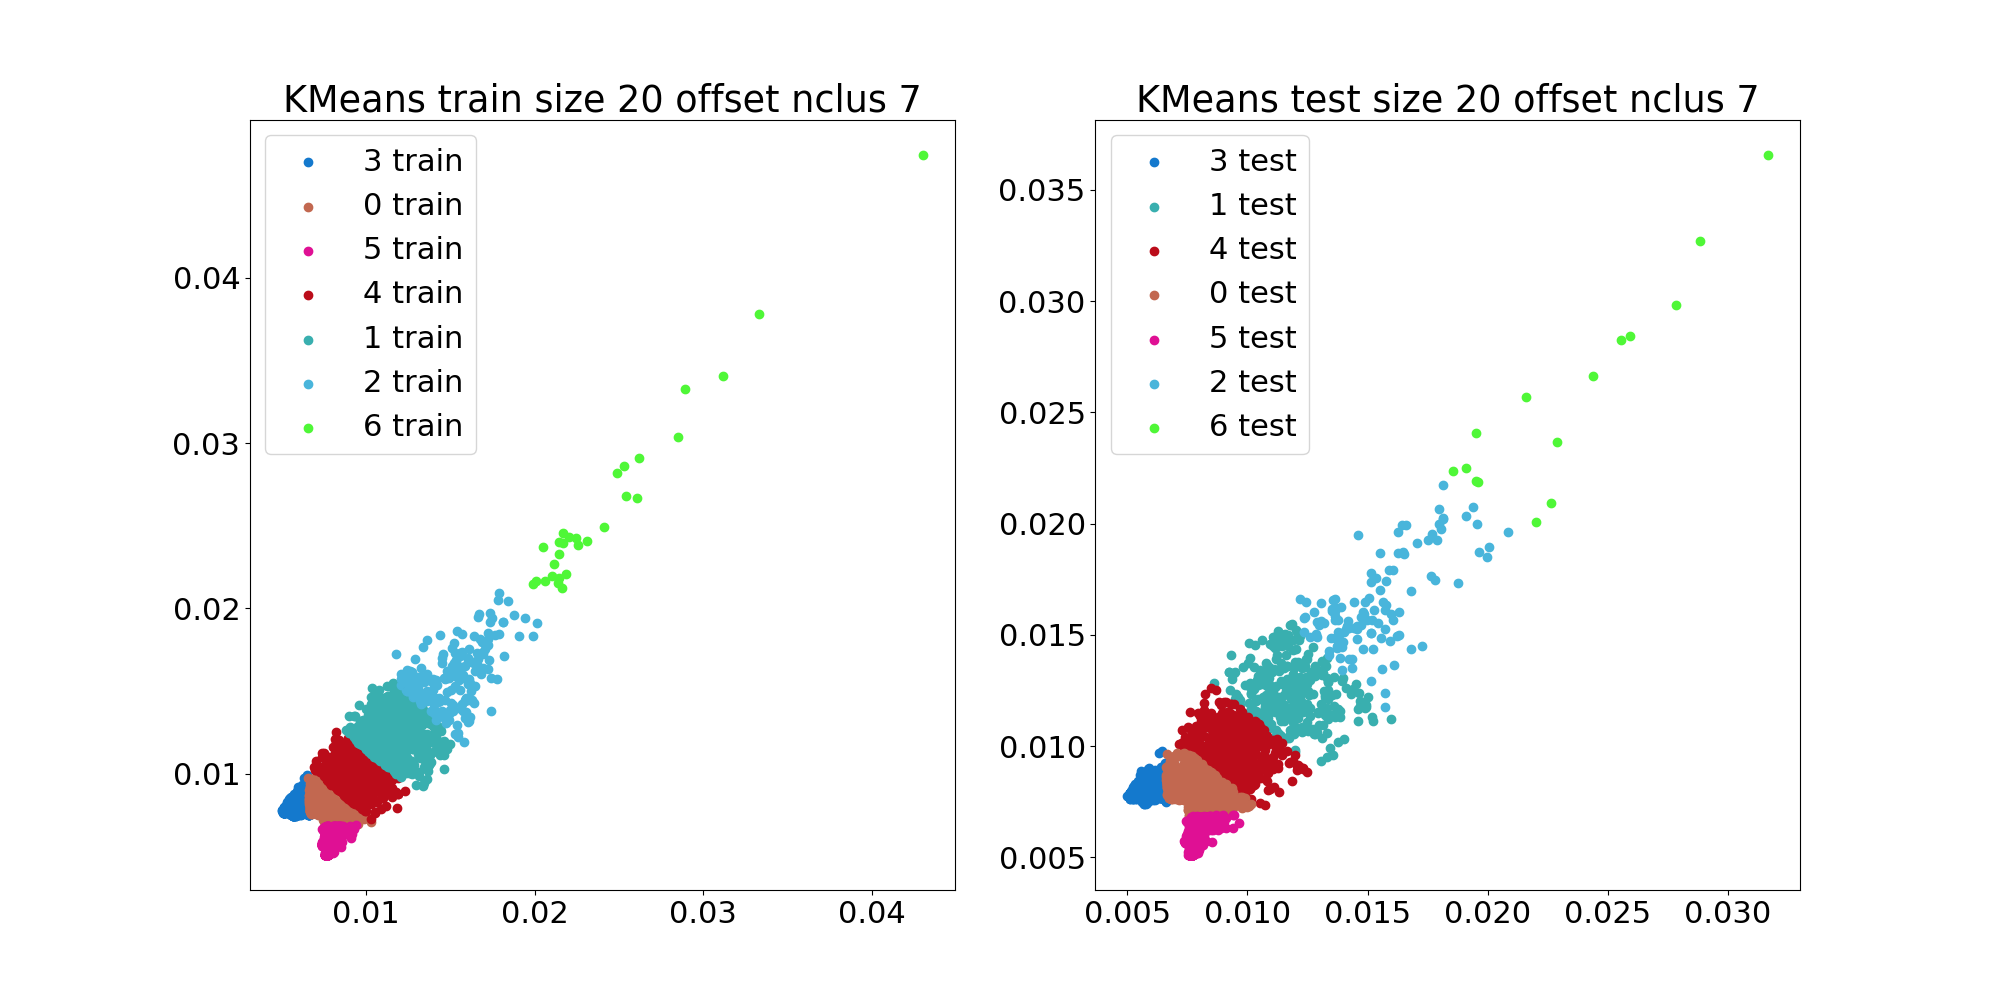 KMeans train size 20 offset nclus 7
3 train
0 train
5 train
4 train
1 train
2 train
6 train
0.04
0.03
0.02
0.01
0.01 0.02 0.03 0.04
KMeans test size 20 offset nclus 7
3 test
1 test
4 test
0 test
5 test
2 test
6 test
0.035
0.030
0.025
0.020
0.015
0.010
0.005
0.005 0.010 0.015 0.020 0.025 0.030